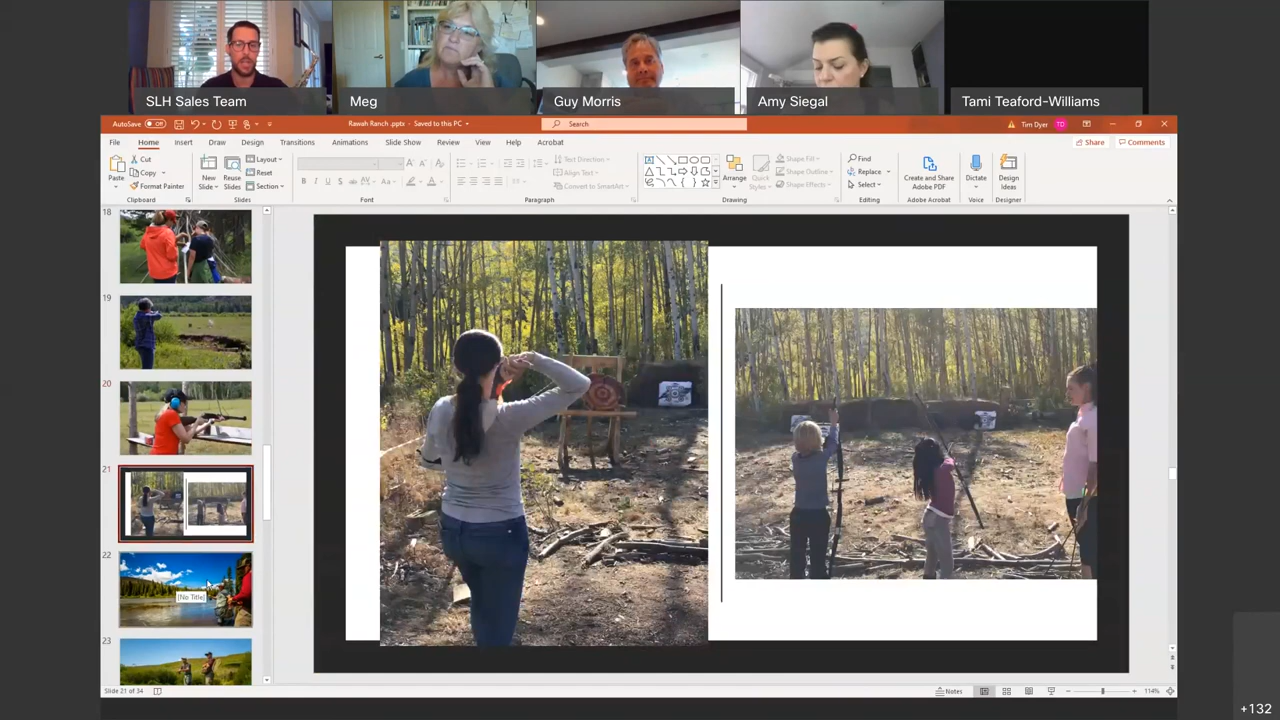 SLH Sales Team
Meg
Guy Morris
Amy Siegal
Tami Teaford-Williams
AutoSave Off
Rawah Ranch .pptx - Saved to this PC
Search
Tim Dyer TD
File Home Insert Draw Design Transitions Animations Slide Show Review View Help Acrobat
Share Comments
Paste
Cut
Copy
Format Painter
Clipboard
New Slide
Reuse Slides
Layout
Reset
Section
Slides
B I U S ab AV Aa A
Font
Text Direction
Align Text
Convert to SmartArt
Paragraph
Arrange
Quick Styles
Shape Fill
Shape Outline
Shape Effects
Drawing
Find
Replace
Select
Editing
Create and Share Adobe PDF
Adobe Acrobat
Dictate
Voice
Design Ideas
Designer
18
19
20
21
22
[No Title]
23
Slide 21 of 34
Notes
114%
+132